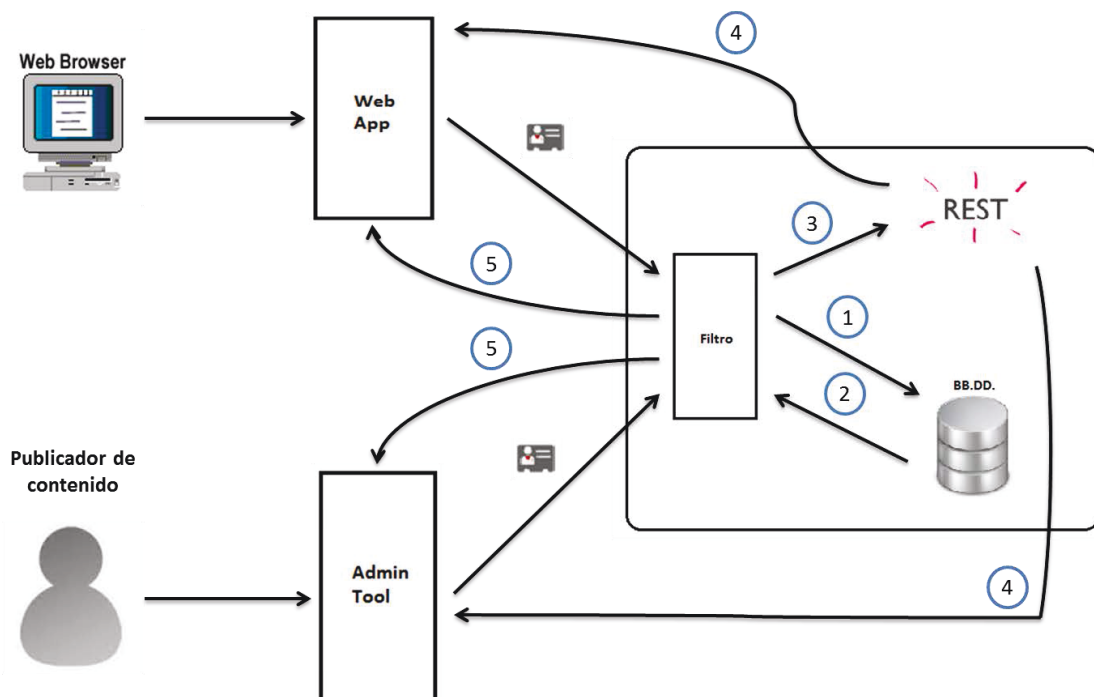 4
Web Browser
Web
App
REST
3
5
1
Filtro
5
2
BB.DD.
Publicador de
contenido
Admin
Tool
4